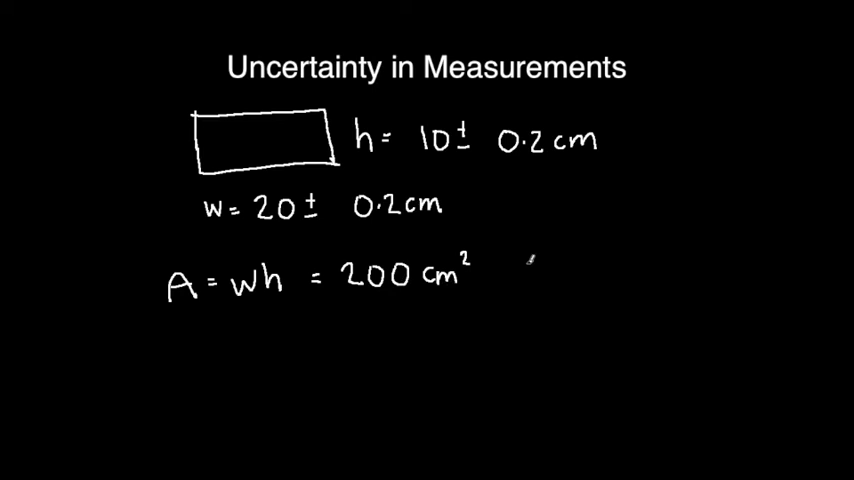 Uncertainty in Measurements
h = 10 ± 0.2 cm
w = 20 ± 0.2 cm
A = wh = 200 cm²